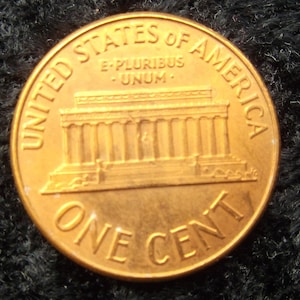 UNITED STATES OF AMERICA
E·PLURIBUS
·UNUM·
ONE CENT